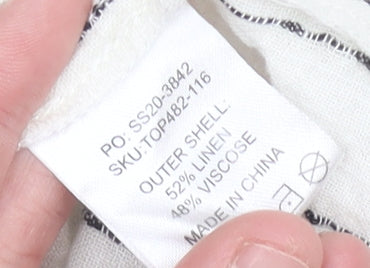 PO: SS20-3842
SKU:TOP482-116
OUTER SHELL:
52% LINEN
48% VISCOSE
MADE IN CHINA